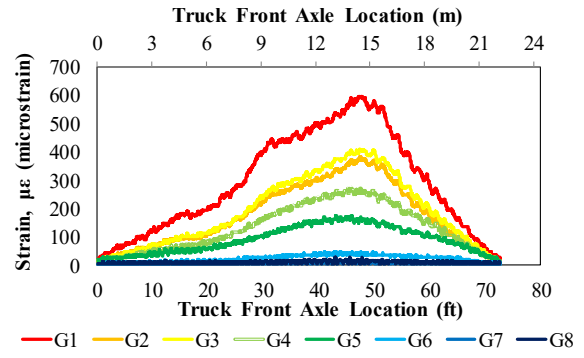 Truck Front Axle Location (m)
0 3 6 9 12 15 18 21 24
700
600
500
400
300
200
100
0
Strain, με (microstrain)
0 10 20 30 40 50 60 70 80
Truck Front Axle Location (ft)
G1 G2 G3 G4 G5 G6 G7 G8